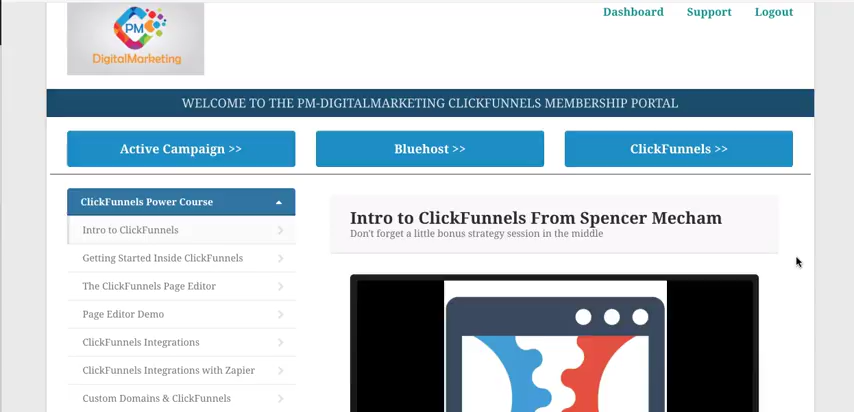 Dashboard Support Logout
PM
DigitalMarketing
WELCOME TO THE PM-DIGITALMARKETING CLICKFUNNELS MEMBERSHIP PORTAL
Active Campaign >> Bluehost >> ClickFunnels >>
ClickFunnels Power Course
Intro to ClickFunnels
Getting Started Inside ClickFunnels
The ClickFunnels Page Editor
Page Editor Demo
ClickFunnels Integrations
ClickFunnels Integrations with Zapier
Custom Domains & ClickFunnels
Intro to ClickFunnels From Spencer Mecham
Don't forget a little bonus strategy session in the middle